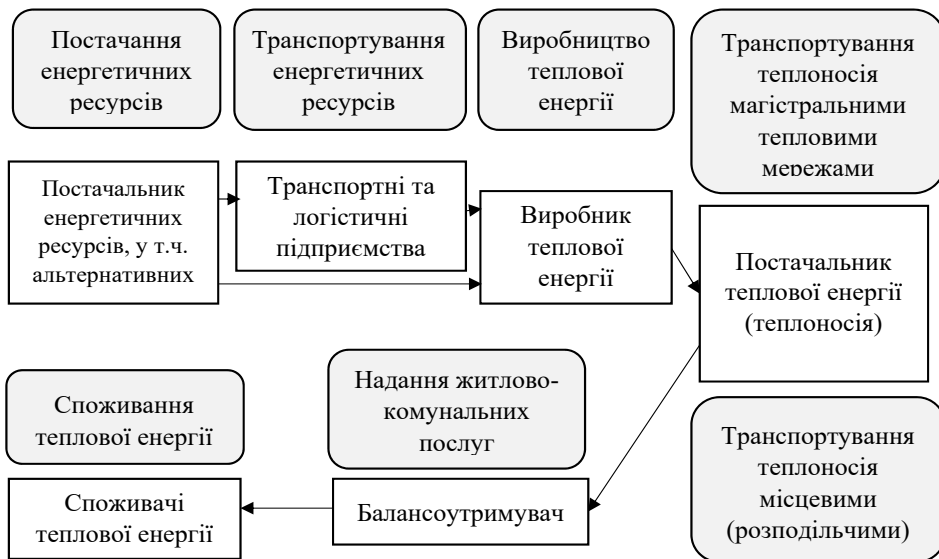 Постачання
енергетичних
ресурсів
Транспортування
енергетичних
ресурсів
Виробництво
теплової
енергії
Транспортування
теплоносія
магістральними
тепловими
мережами
Постачальник
енергетичних
ресурсів, у т.ч.
альтернативних
Транспортні та
логістичні
підприємства
Виробник
теплової
енергії
Постачальник
теплової енергії
(теплоносія)
Споживання
теплової енергії
Надання житлово-
комунальних
послуг
Транспортування
теплоносія
місцевими
(розподільчими)
Споживачі
теплової енергії
Балансоутримувач